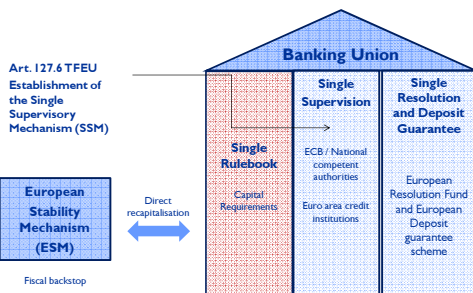 Banking Union
Art. 127.6 TFEU
Establishment of
the Single
Supervisory
Mechanism (SSM)
Single
Rulebook
Capital
Requirements
Single
Supervision
ECB / National
competent
authorities
Euro area credit
institutions
Single
Resolution
and Deposit
Guarantee
European
Resolution Fund
and European
Deposit
guarantee
scheme
European
Stability
Mechanism
(ESM)
Direct
recapitalisation
Fiscal backstop